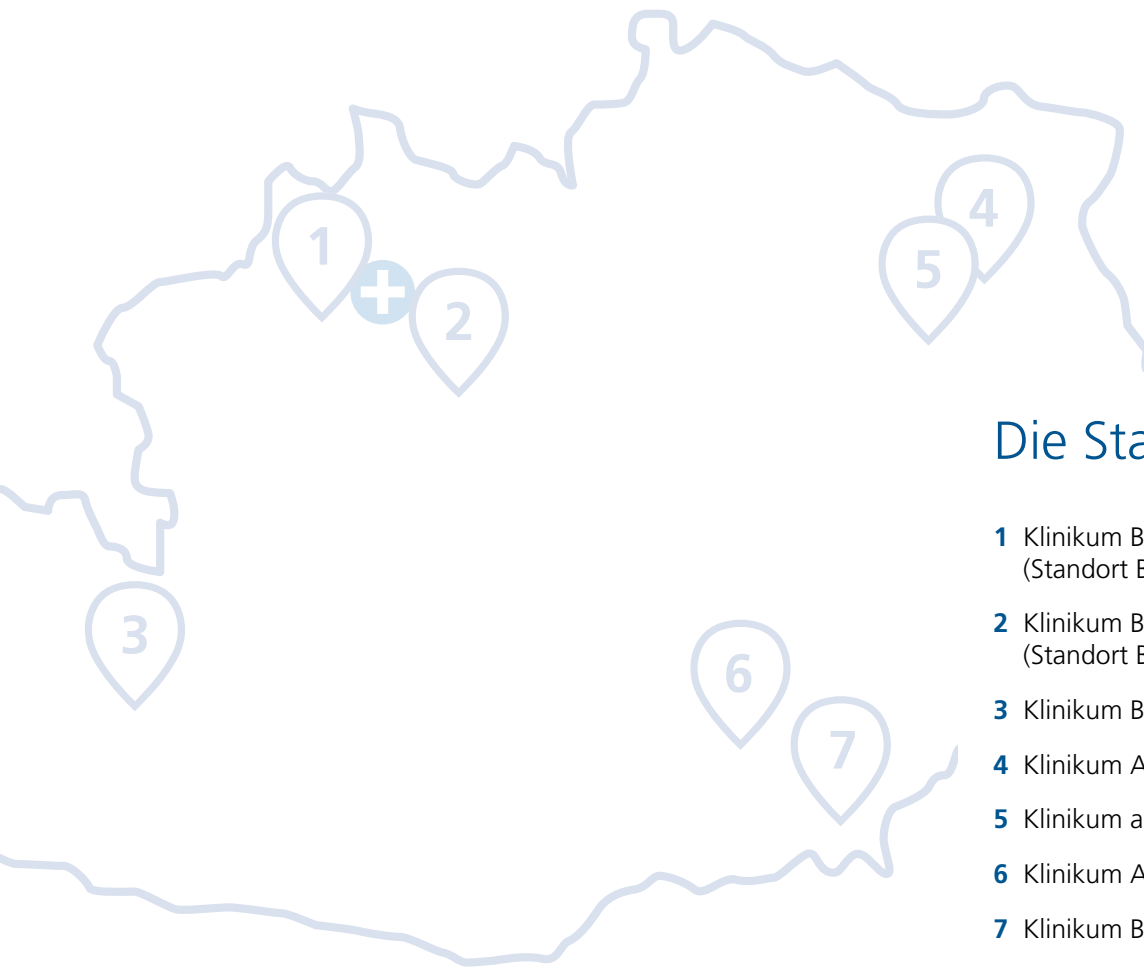 1
2
3
4
5
6
7
Die Sta
1 Klinikum B
(Standort B
2 Klinikum B
(Standort B
3 Klinikum B
4 Klinikum A
5 Klinikum a
6 Klinikum A
7 Klinikum B